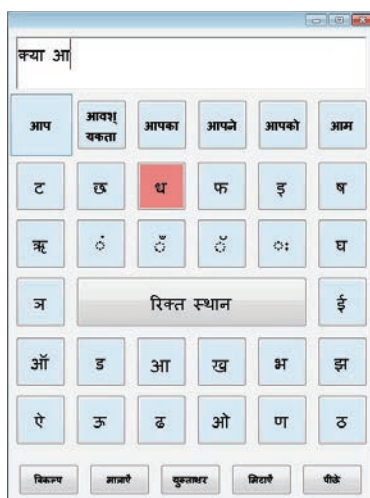 क्या आ
आप आवश्यकता आपका आपने आपको आम
ट छ ध फ ड् ष
ऋ ं ँ ॅ ः घ
ञ रिक्त स्थान ई
ऑ ड आ ख भ झ
ऐ ऊ ढ ओ ण ठ
विकल्प मात्राएँ युक्ताक्षर मिटाएँ पीछे